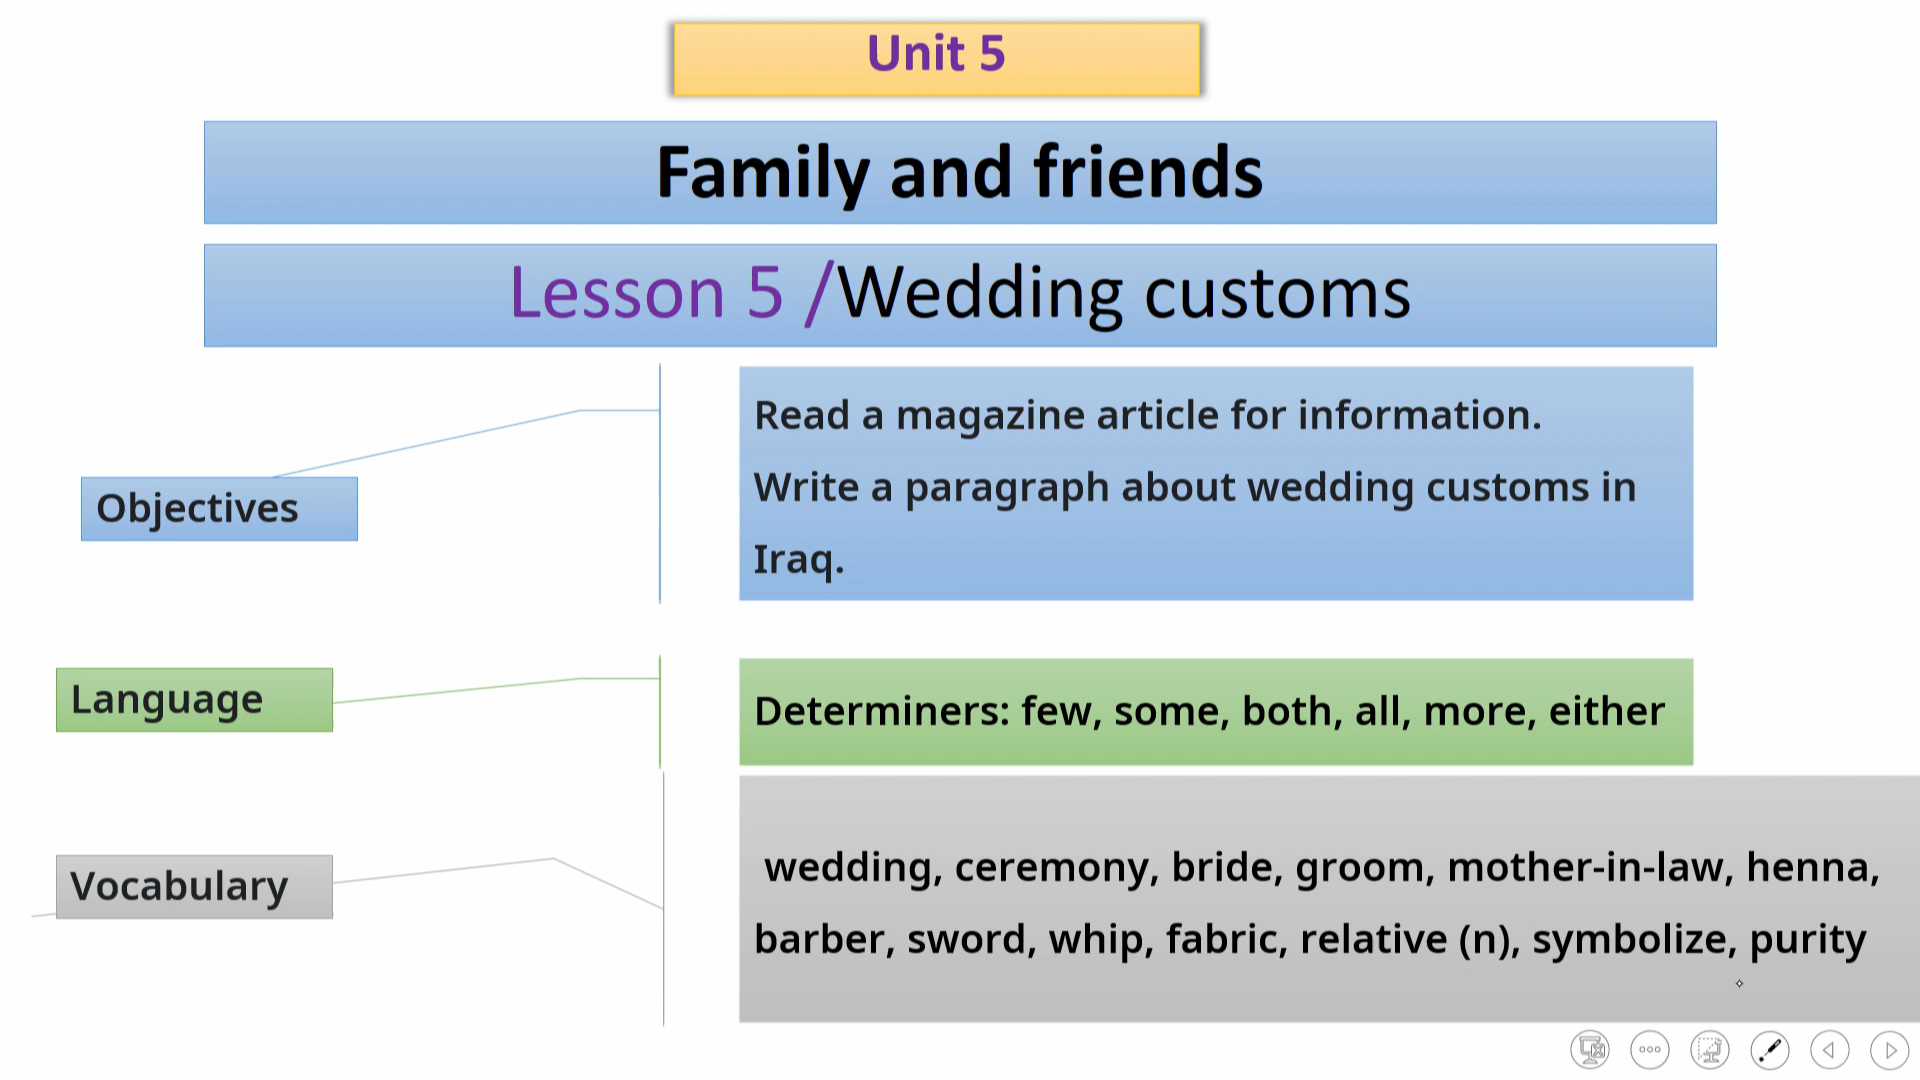 Unit 5
Family and friends
Lesson 5 /Wedding customs
Objectives
Read a magazine article for information.
Write a paragraph about wedding customs in
Iraq.
Language
Determiners: few, some, both, all, more, either
Vocabulary
wedding, ceremony, bride, groom, mother-in-law, henna,
barber, sword, whip, fabric, relative (n), symbolize, purity